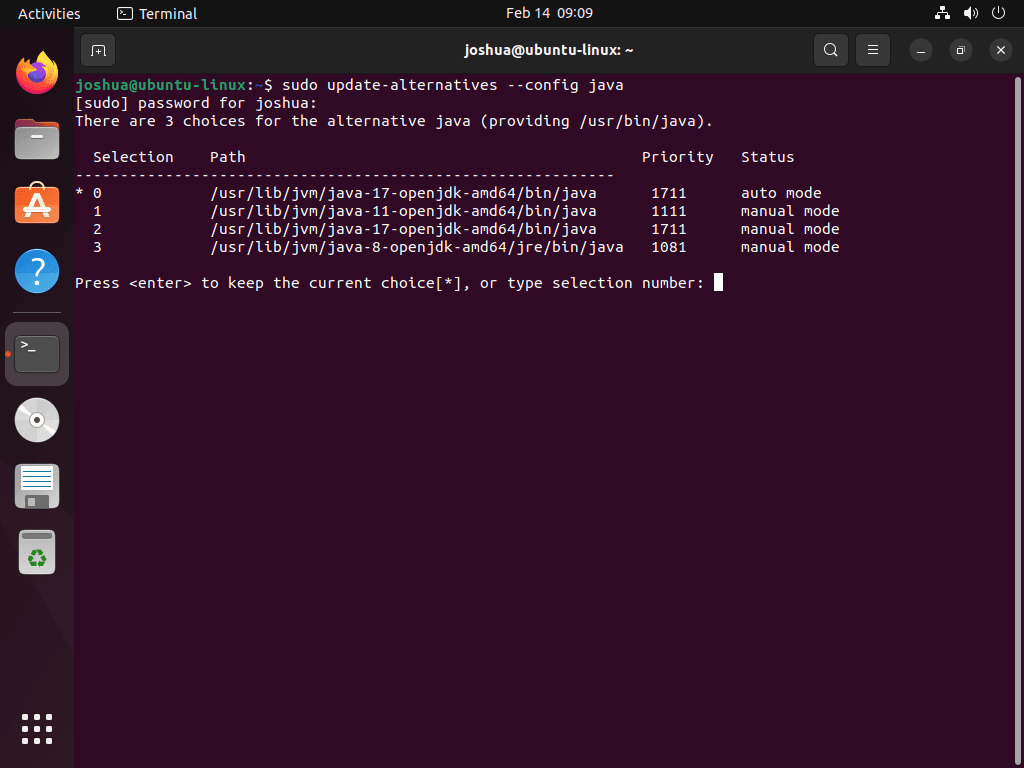 Activities Terminal Feb 14 09:09
joshua@ubuntu-linux: ~
joshua@ubuntu-linux:~$ sudo update-alternatives --config java
[sudo] password for joshua:
There are 3 choices for the alternative java (providing /usr/bin/java).
Selection Path Priority Status
------------------------------------------------------------
* 0 /usr/lib/jvm/java-17-openjdk-amd64/bin/java 1711 auto mode
1 /usr/lib/jvm/java-11-openjdk-amd64/bin/java 1111 manual mode
2 /usr/lib/jvm/java-17-openjdk-amd64/bin/java 1711 manual mode
3 /usr/lib/jvm/java-8-openjdk-amd64/jre/bin/java 1081 manual mode
Press <enter> to keep the current choice[*], or type selection number: